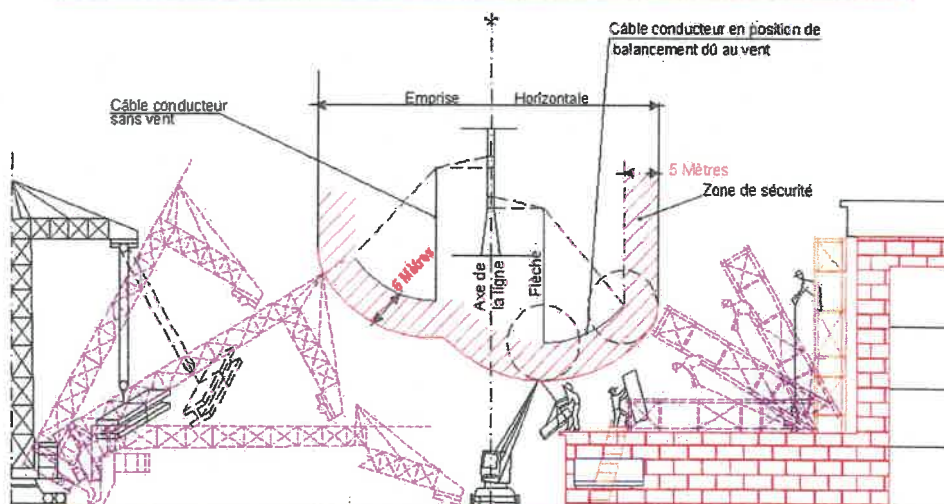 Câble conducteur en position de
balancement dû au vent
Emprise Horizontale
Câble conducteur
sans vent
5 Mètres
Zone de sécurité
5 Mètres
Axe de
la ligne
Flèche